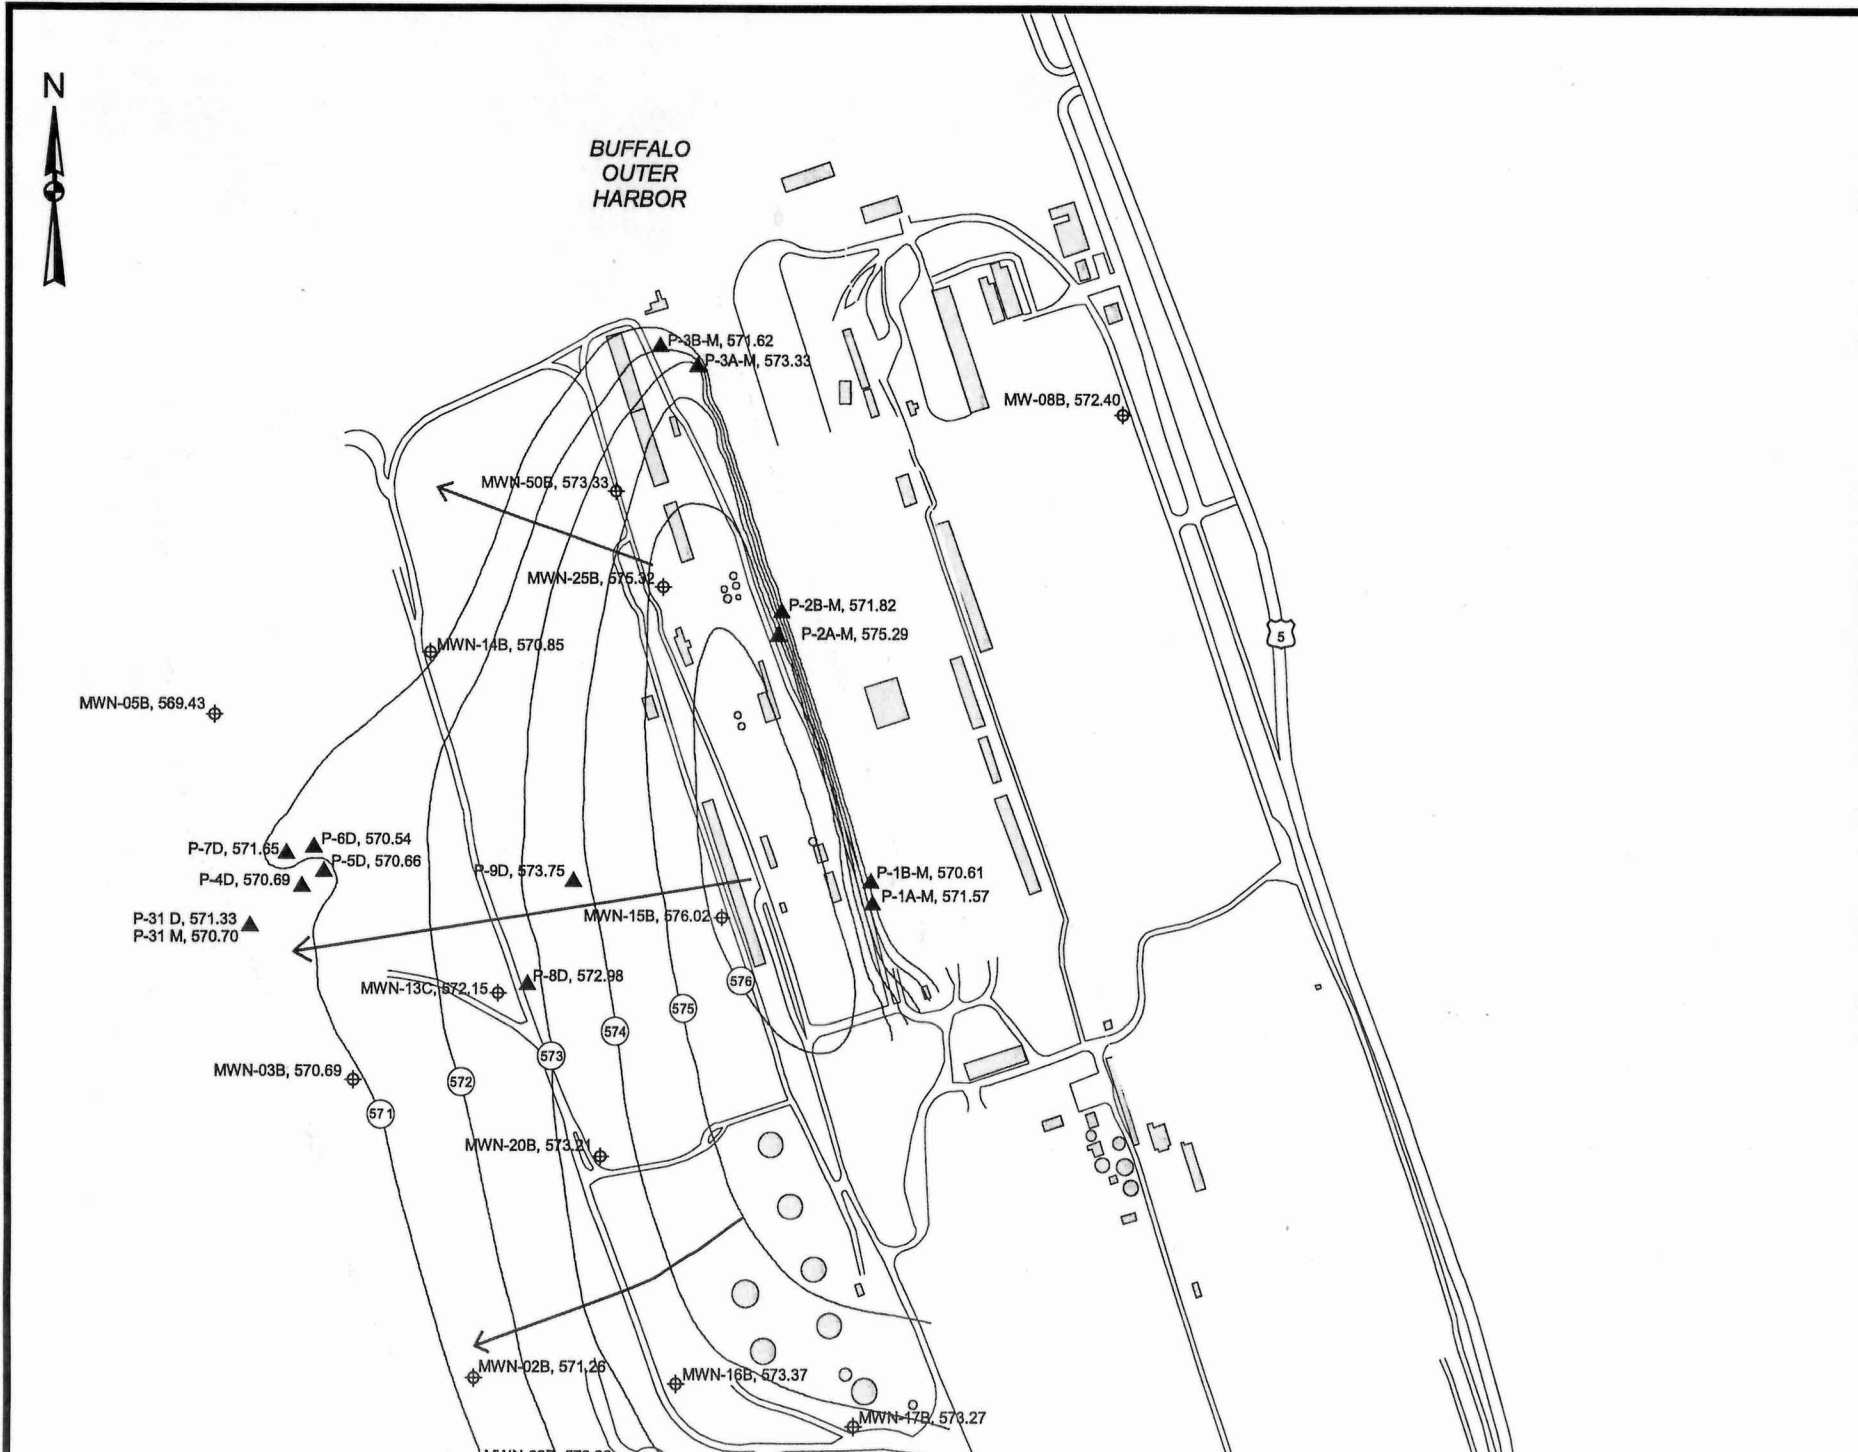 N
BUFFALO
OUTER
HARBOR
P-3B-M, 571.62
P-3A-M, 573.33
MW-08B, 572.40
MWN-50B, 573.33
MWN-25B, 575.32
P-2B-M, 571.82
P-2A-M, 575.29
5
MWN-14B, 570.85
MWN-05B, 569.43
P-6D, 570.54
P-7D, 571.65
P-5D, 570.66
P-4D, 570.69
P-9D, 573.75
P-1B-M, 570.61
P-1A-M, 571.57
P-31 D, 571.33
P-31 M, 570.70
MWN-15B, 576.02
P-8D, 572.98
MWN-13C, 572.15
576
575
574
573
MWN-03B, 570.69
572
571
MWN-20B, 573.21
MWN-02B, 571.26
MWN-16B, 573.37
MWN-17B, 573.27